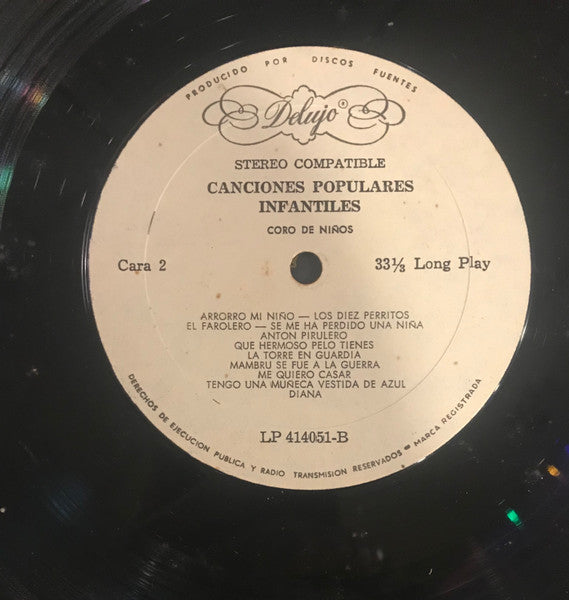 PRODUCIDO POR DISCOS FUENTES
Delujo ®
STEREO COMPATIBLE
CANCIONES POPULARES
INFANTILES
CORO DE NIÑOS
Cara 2
33⅓ Long Play
ARRORRO MI NIÑO — LOS DIEZ PERRITOS
EL FAROLERO — SE ME HA PERDIDO UNA NIÑA
ANTON PIRULERO
QUE HERMOSO PELO TIENES
LA TORRE EN GUARDIA
MAMBRU SE FUE A LA GUERRA
ME QUIERO CASAR
TENGO UNA MUÑECA VESTIDA DE AZUL
DIANA
LP 414051-B
DERECHOS DE EJECUCION PUBLICA Y RADIO TRANSMISION RESERVADOS - MARCA REGISTRADA